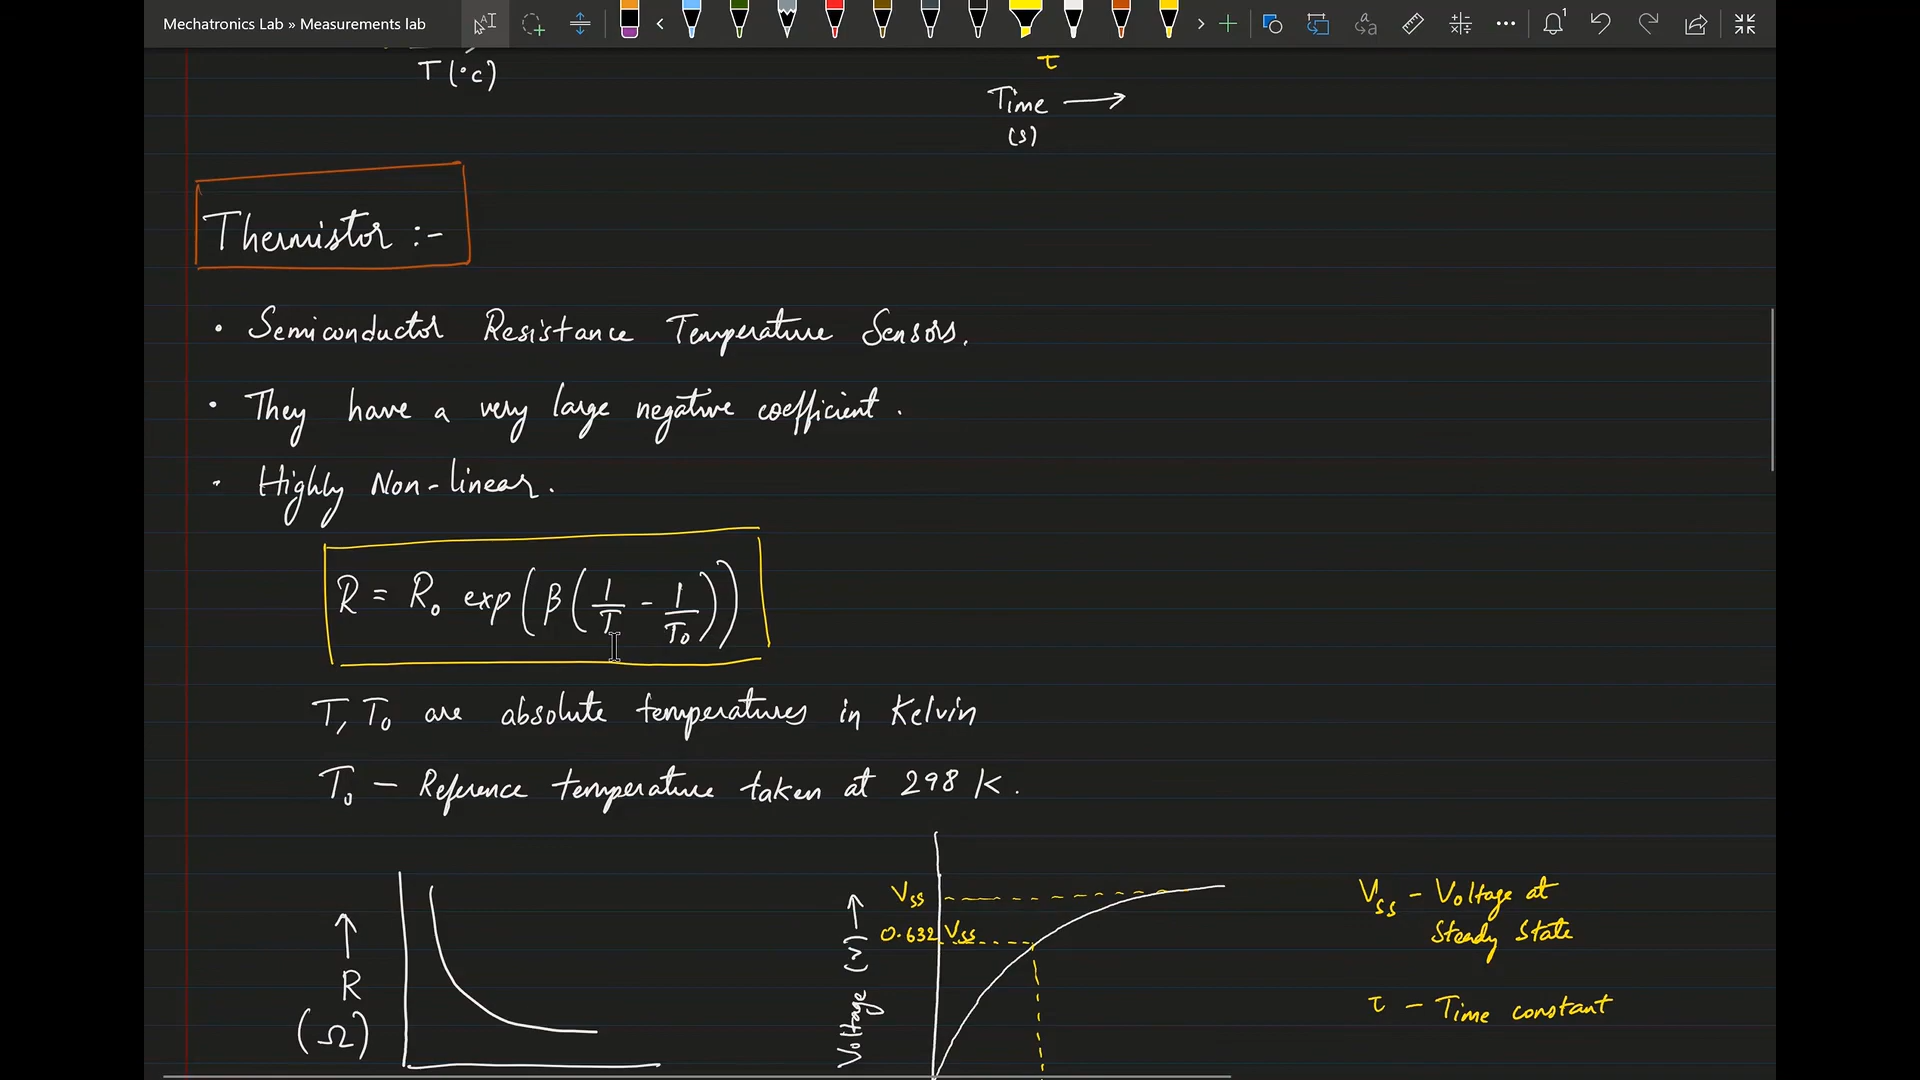 Mechatronics Lab » Measurements lab
T (°c)
τ
Time
(s)
Thermistor :-
• Semiconductor Resistance Temperature Sensors.
• They have a very large negative coefficient.
• Highly Non-linear.
R = R₀ exp(β(1/T - 1/T₀))
T, T₀ are absolute temperatures in Kelvin
T₀ — Reference temperature taken at 298 K.
R
(Ω)
Voltage (V)
Vss
0.632 Vss
Vss — Voltage at
Steady State
τ — Time constant